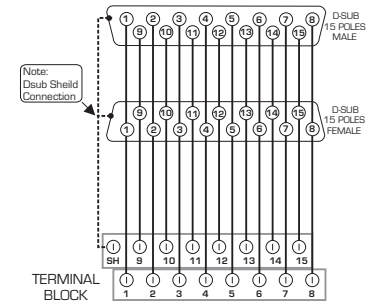 1 2 3 4 5 6 7 8
9 10 11 12 13 14 15
D-SUB
15 POLES
MALE
Note:
Dsub Sheild
Connection
9 10 11 12 13 14 15
1 2 3 4 5 6 7 8
D-SUB
15 POLES
FEMALE
I I I I I I I I
SH 9 10 11 12 13 14 15
TERMINAL
BLOCK
I I I I I I I I
1 2 3 4 5 6 7 8